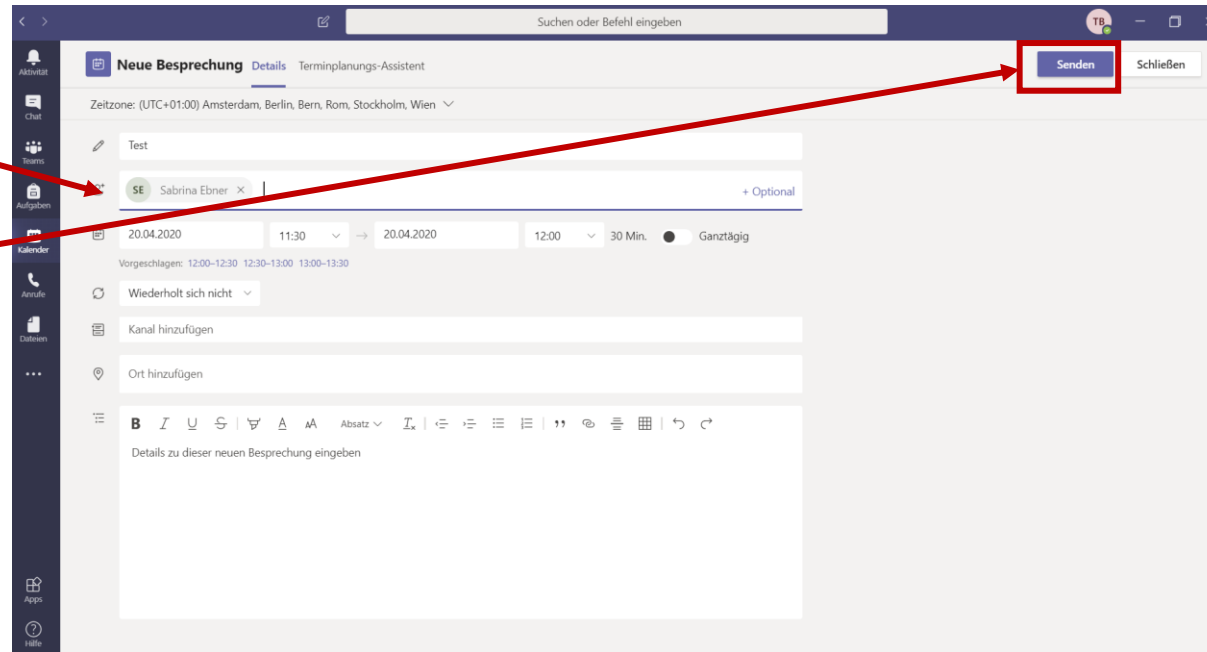 Suchen oder Befehl eingeben
TB
Aktivität
Chat
Teams
Aufgaben
Kalender
Anrufe
Dateien
Apps
Hilfe
Neue Besprechung Details Terminplanungs-Assistent
Senden Schließen
Zeitzone: (UTC+01:00) Amsterdam, Berlin, Bern, Rom, Stockholm, Wien
Test
SE Sabrina Ebner × + Optional
20.04.2020 11:30 → 20.04.2020 12:00 30 Min. Ganztägig
Vorgeschlagen: 12:00–12:30 12:30–13:00 13:00–13:30
Wiederholt sich nicht
Kanal hinzufügen
Ort hinzufügen
B I U S A AA Absatz Tx
Details zu dieser neuen Besprechung eingeben